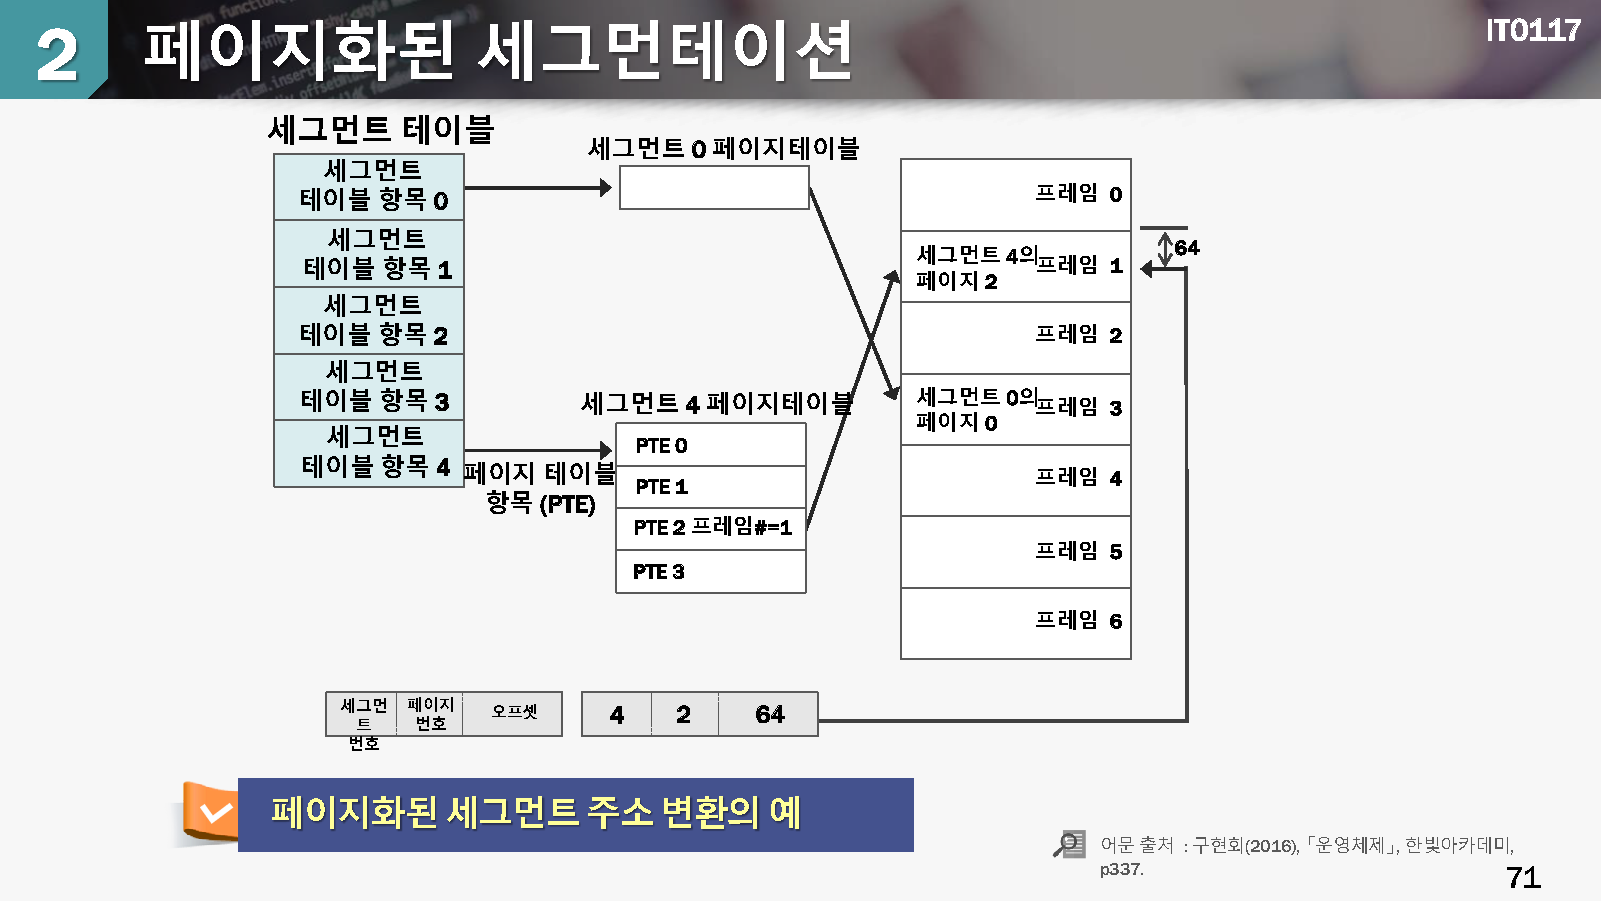 2
페이지화된 세그먼테이션
IT0117
세그먼트 테이블
세그먼트
테이블 항목 0
세그먼트
테이블 항목 1
세그먼트
테이블 항목 2
세그먼트
테이블 항목 3
세그먼트
테이블 항목 4
세그먼트 0 페이지테이블
세그먼트 4 페이지테이블
페이지 테이블
항목 (PTE)
PTE 0
PTE 1
PTE 2 프레임#=1
PTE 3
프레임 0
세그먼트 4의
페이지 2
프레임 1
프레임 2
세그먼트 0의
페이지 0
프레임 3
프레임 4
프레임 5
프레임 6
64
세그먼
트
번호
페이지
번호
오프셋
4
2
64
페이지화된 세그먼트 주소 변환의 예
어문 출처 : 구현회(2016), 「운영체제」, 한빛아카데미,
p337.
71